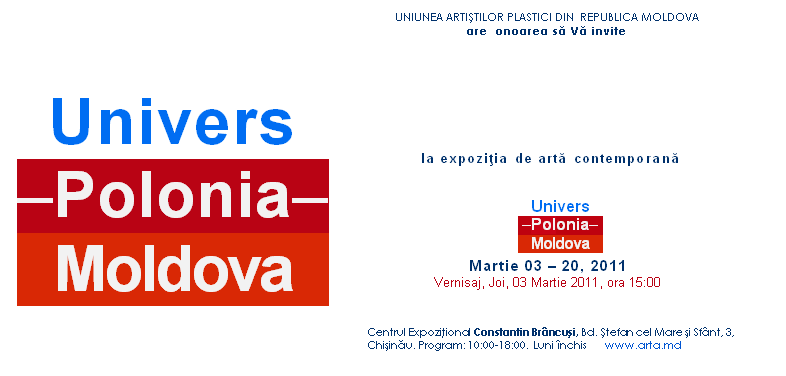 Univers
–Polonia–
Moldova
UNIUNEA ARTIŞTILOR PLASTICI DIN REPUBLICA MOLDOVA
are onoarea să Vă invite
la expoziţia de artă contemporană
Univers
–Polonia–
Moldova
Martie 03 – 20, 2011
Vernisaj, Joi, 03 Martie 2011, ora 15:00
Centrul Expoziţional Constantin Brâncuşi, Bd. Ştefan cel Mare şi Sfânt, 3,
Chişinău. Program: 10:00-18:00. Luni închis www.arta.md